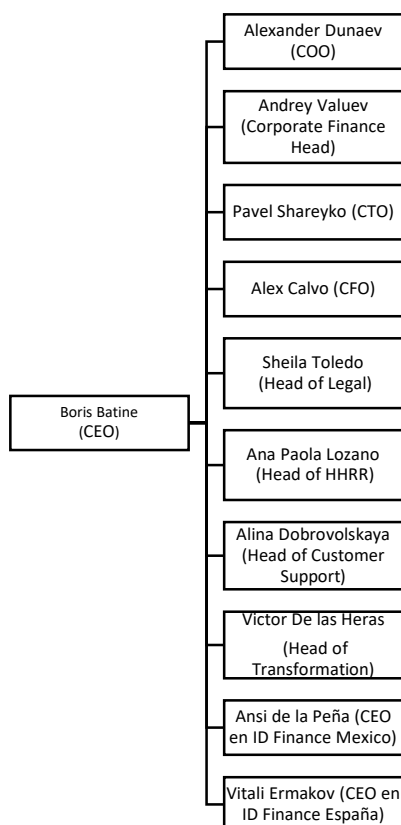 Alexander Dunaev
(COO)
Andrey Valuev
(Corporate Finance
Head)
Pavel Shareyko (CTO)
Alex Calvo (CFO)
Sheila Toledo
(Head of Legal)
Boris Batine
(CEO)
Ana Paola Lozano
(Head of HHRR)
Alina Dobrovolskaya
(Head of Customer
Support)
Victor De las Heras
(Head of
Transformation)
Ansi de la Peña (CEO
en ID Finance Mexico)
Vitali Ermakov (CEO en
ID Finance España)